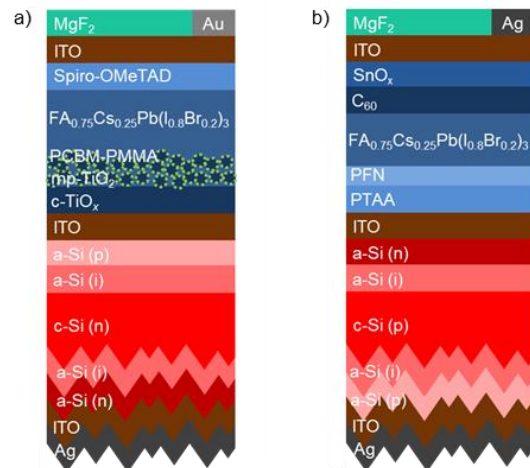 a)
MgF₂ Au
ITO
Spiro-OMeTAD
FA₀.₇₅Cs₀.₂₅Pb(I₀.₈Br₀.₂)₃
PCBM-PMMA
mp-TiO₂
c-TiOₓ
ITO
a-Si (p)
a-Si (i)
c-Si (n)
a-Si (i)
a-Si (n)
ITO
Ag
b)
MgF₂ Ag
ITO
SnOₓ
C₆₀
FA₀.₇₅Cs₀.₂₅Pb(I₀.₈Br₀.₂)₃
PFN
PTAA
ITO
a-Si (n)
a-Si (i)
c-Si (p)
a-Si (i)
a-Si (p)
ITO
Ag